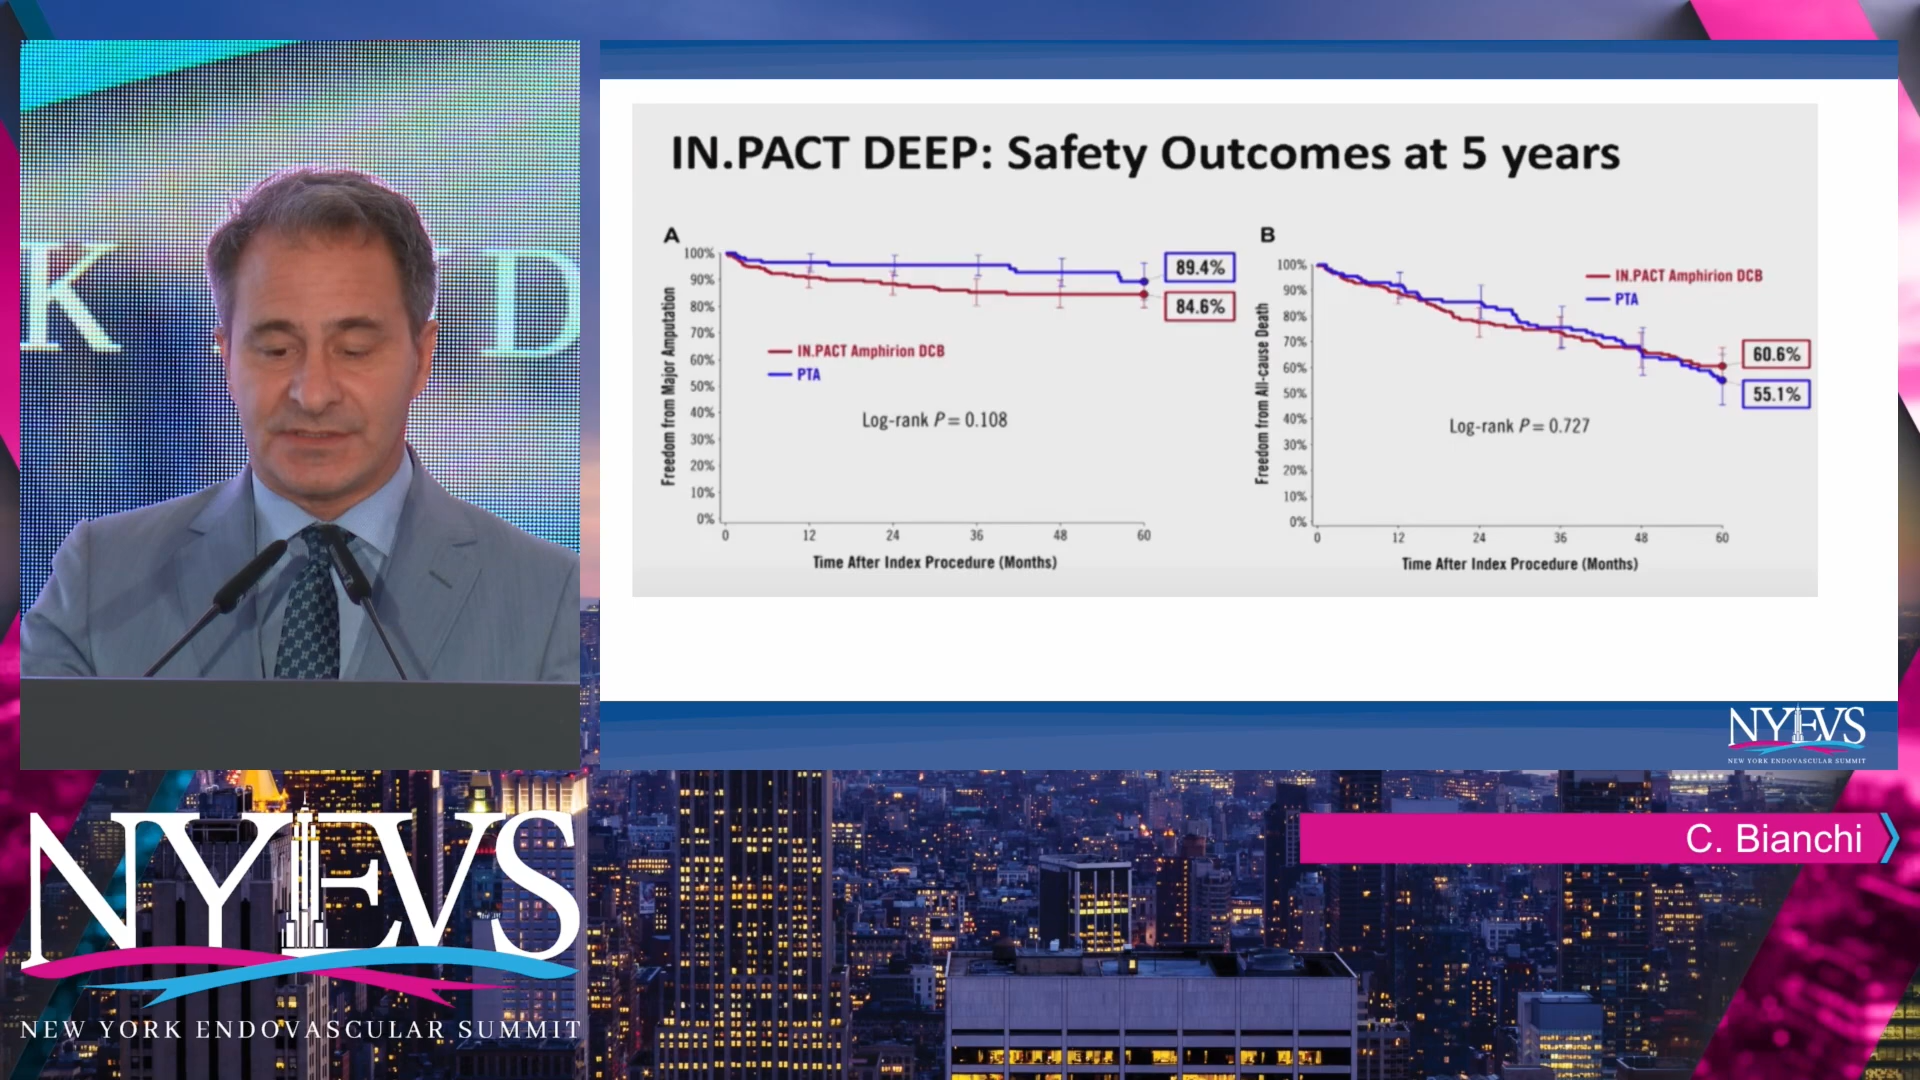 K
D
IN.PACT DEEP: Safety Outcomes at 5 years
A
Freedom from Major Amputation
100%
90%
80%
70%
60%
50%
40%
30%
20%
10%
0%
89.4%
84.6%
IN.PACT Amphirion DCB
PTA
Log-rank P = 0.108
0 12 24 36 48 60
Time After Index Procedure (Months)
B
Freedom from All-cause Death
100%
90%
80%
70%
60%
50%
40%
30%
20%
10%
0%
IN.PACT Amphirion DCB
PTA
60.6%
55.1%
Log-rank P = 0.727
0 12 24 36 48 60
Time After Index Procedure (Months)
NYEVS
NEW YORK ENDOVASCULAR SUMMIT
C. Bianchi
NYEVS
NEW YORK ENDOVASCULAR SUMMIT